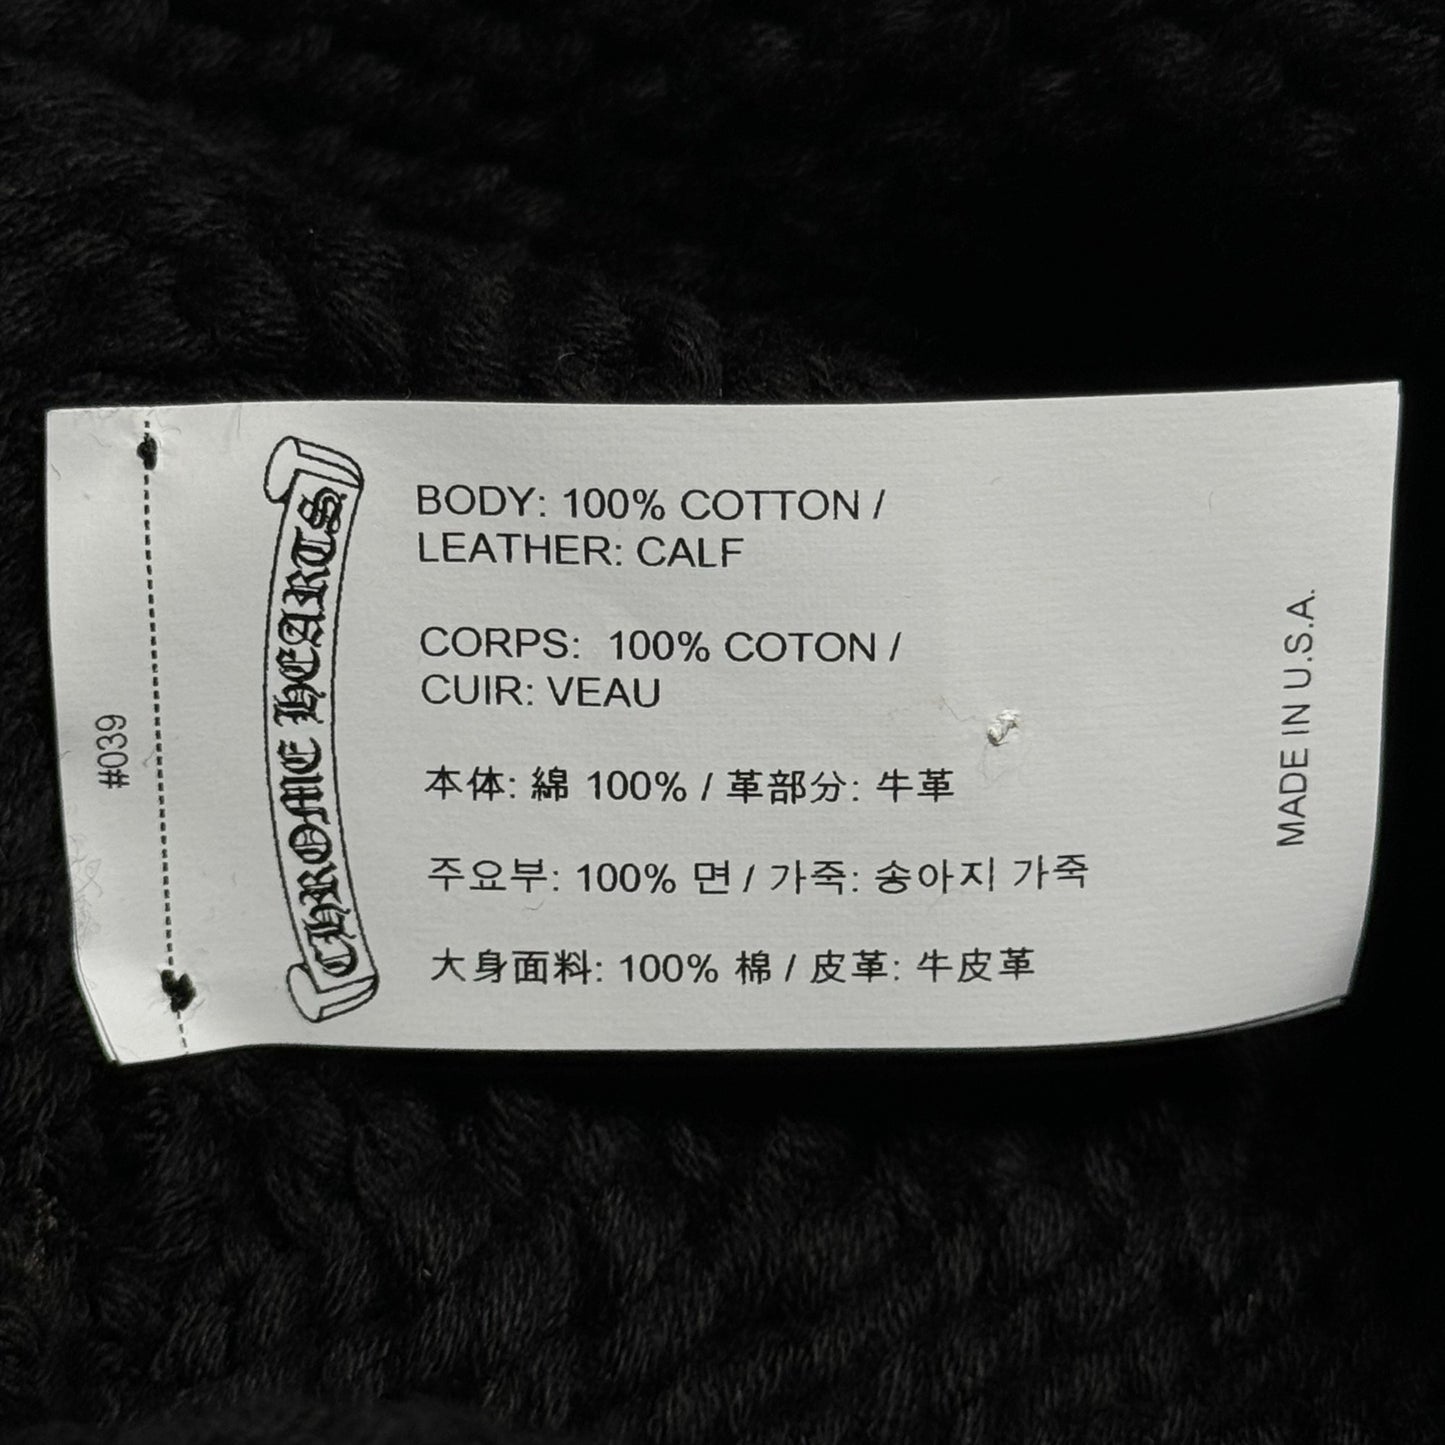 #039
CHROME HEARTS
BODY: 100% COTTON /
LEATHER: CALF
CORPS: 100% COTON /
CUIR: VEAU
本体: 綿 100% / 革部分: 牛革
주요부: 100% 면 / 가죽: 송아지 가죽
大身面料: 100% 棉 / 皮革: 牛皮革
MADE IN U.S.A.